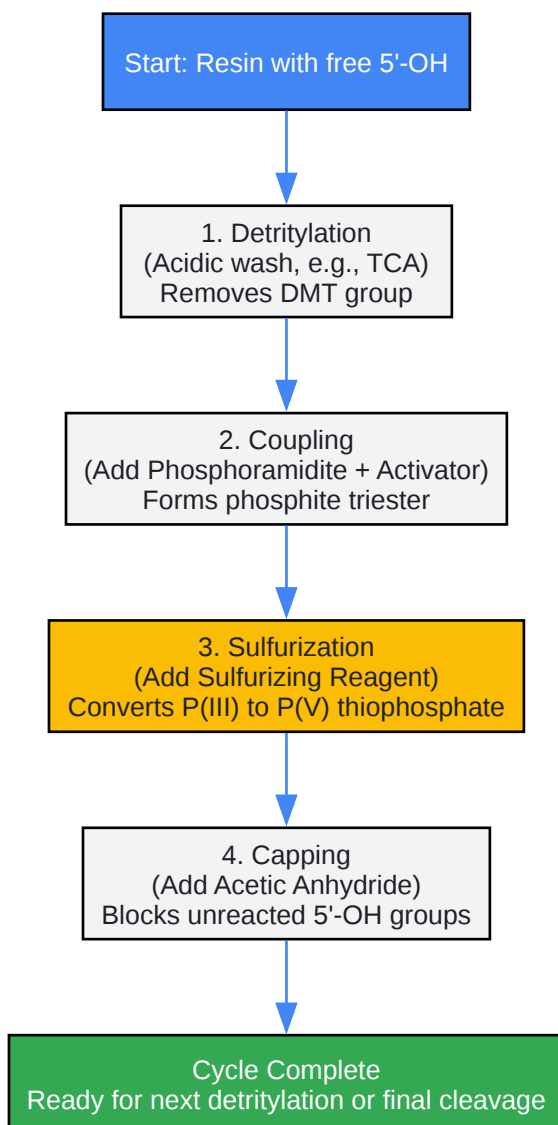 Start: Resin with free 5'-OH
1. Detritylation
(Acidic wash, e.g., TCA)
Removes DMT group
2. Coupling
(Add Phosphoramidite + Activator)
Forms phosphite triester
3. Sulfurization
(Add Sulfurizing Reagent)
Converts P(III) to P(V) thiophosphate
4. Capping
(Add Acetic Anhydride)
Blocks unreacted 5'-OH groups
Cycle Complete
Ready for next detritylation or final cleavage